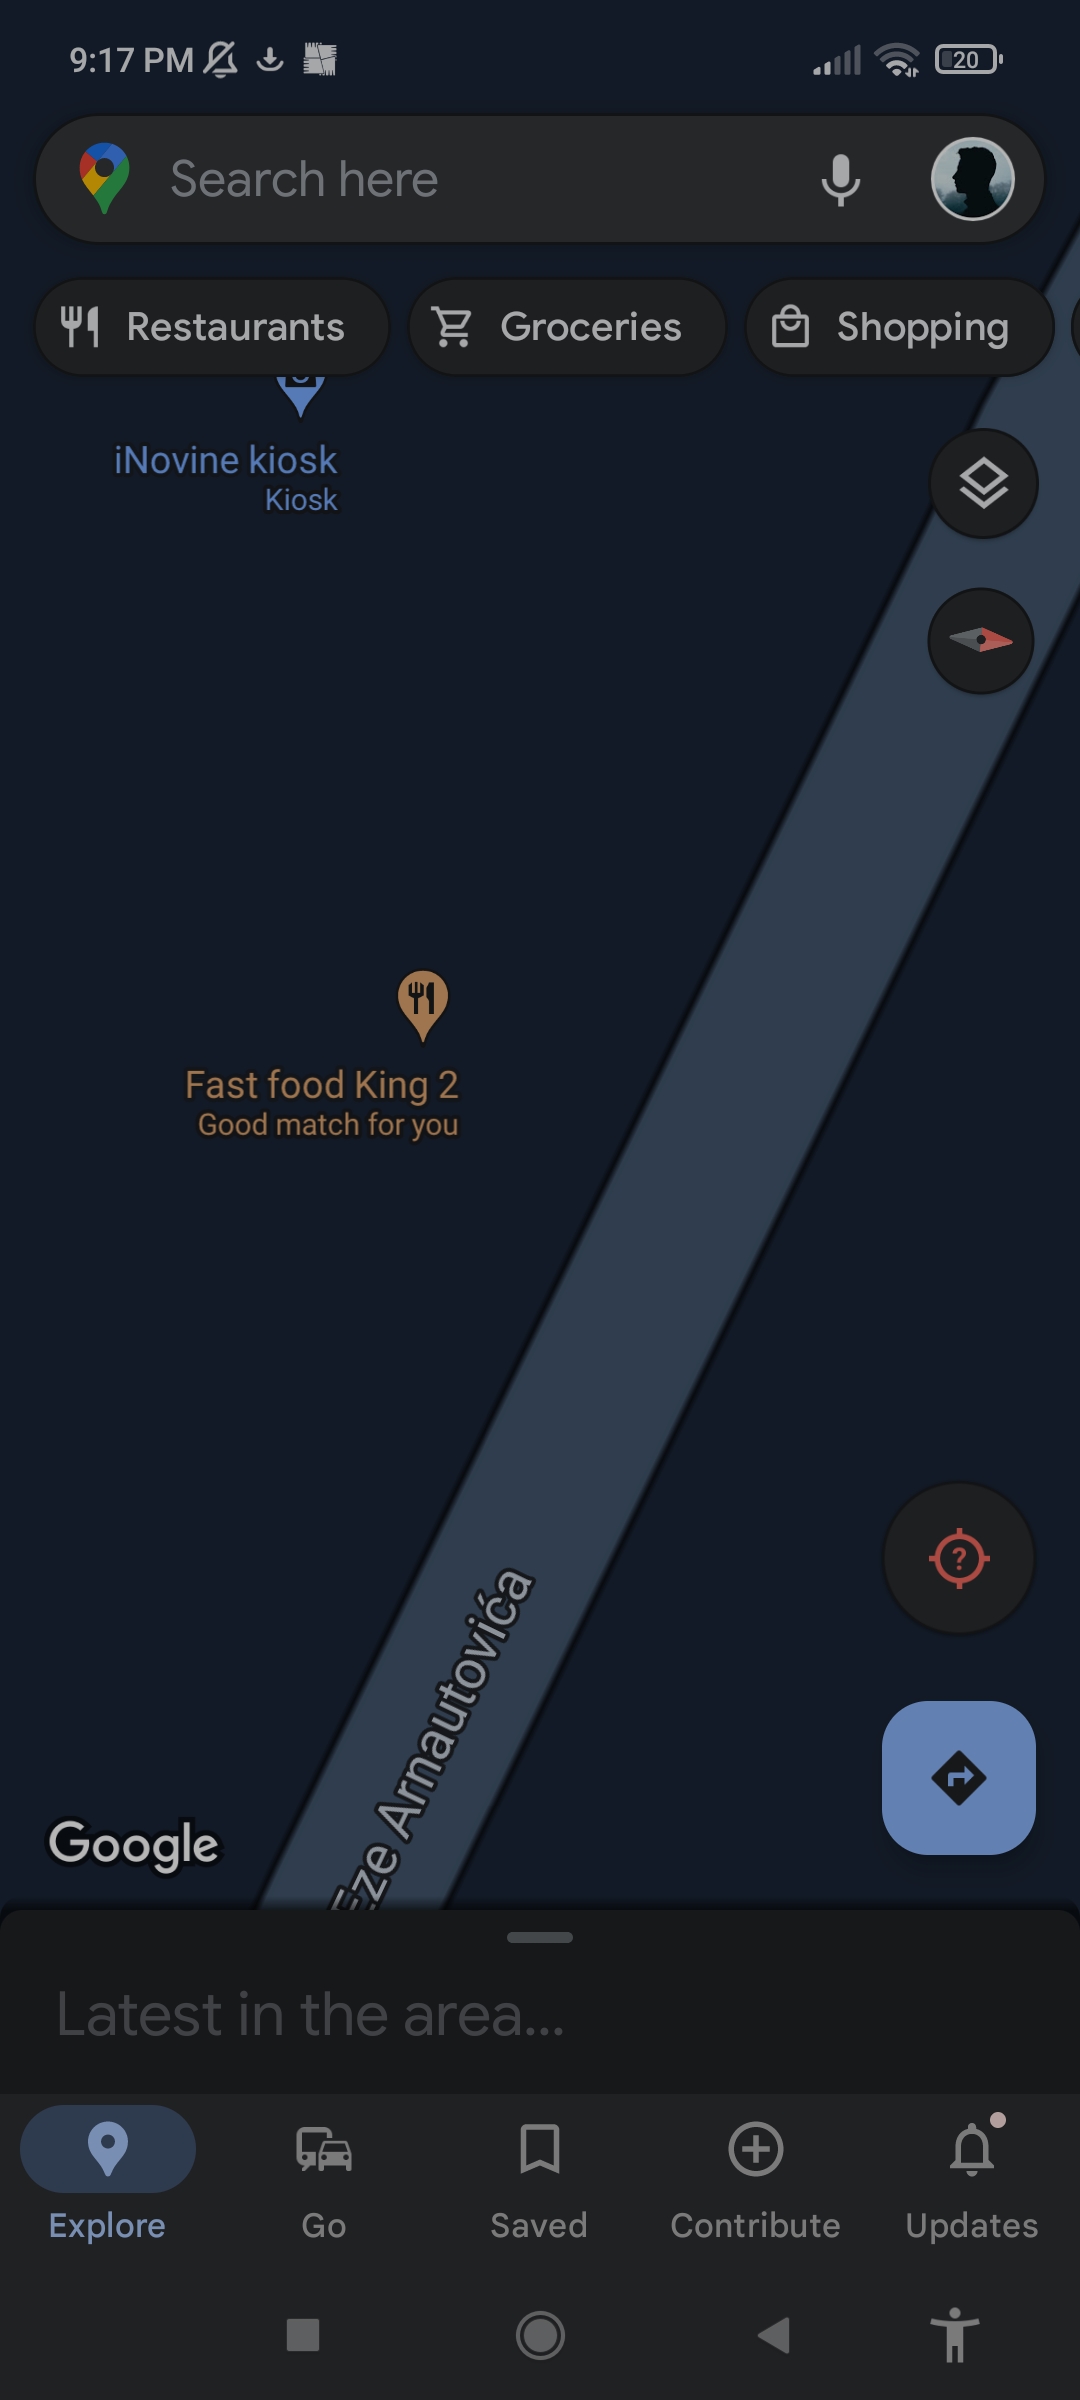 9:17 PM
20
Search here
Restaurants
Groceries
Shopping
iNovine kiosk
Kiosk
Fast food King 2
Good match for you
?
Eze Arnautovića
Google
Latest in the area...
Explore
Go
Saved
Contribute
Updates